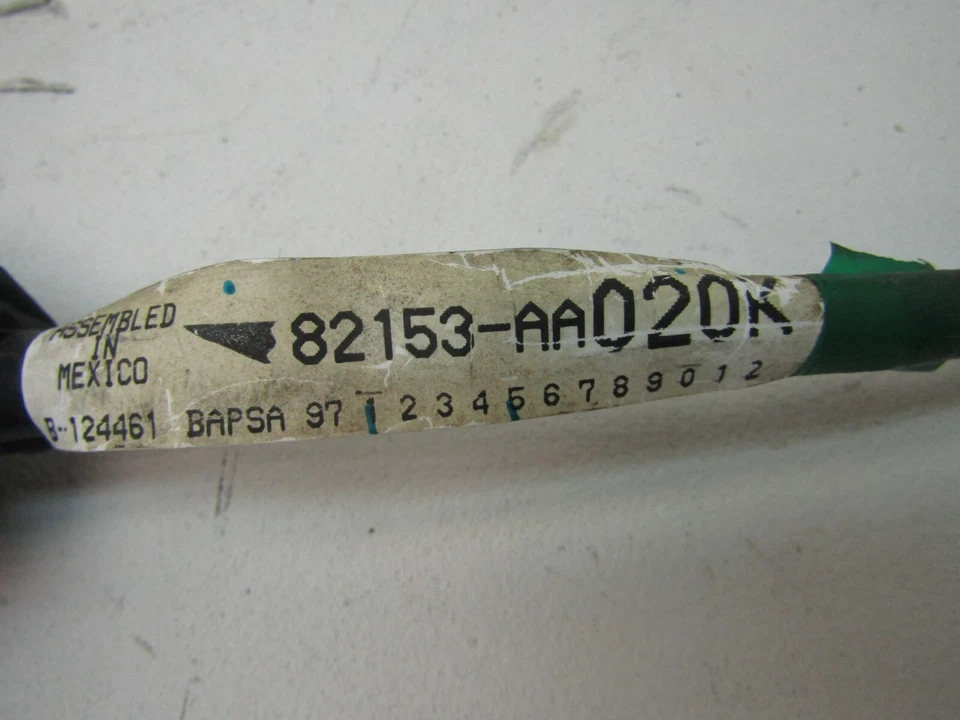 ASSEMBLED
IN
MEXICO
82153-AA020K
B-124461 BAPSA 97 1 2 3 4 5 6 7 8 9 0 1 2